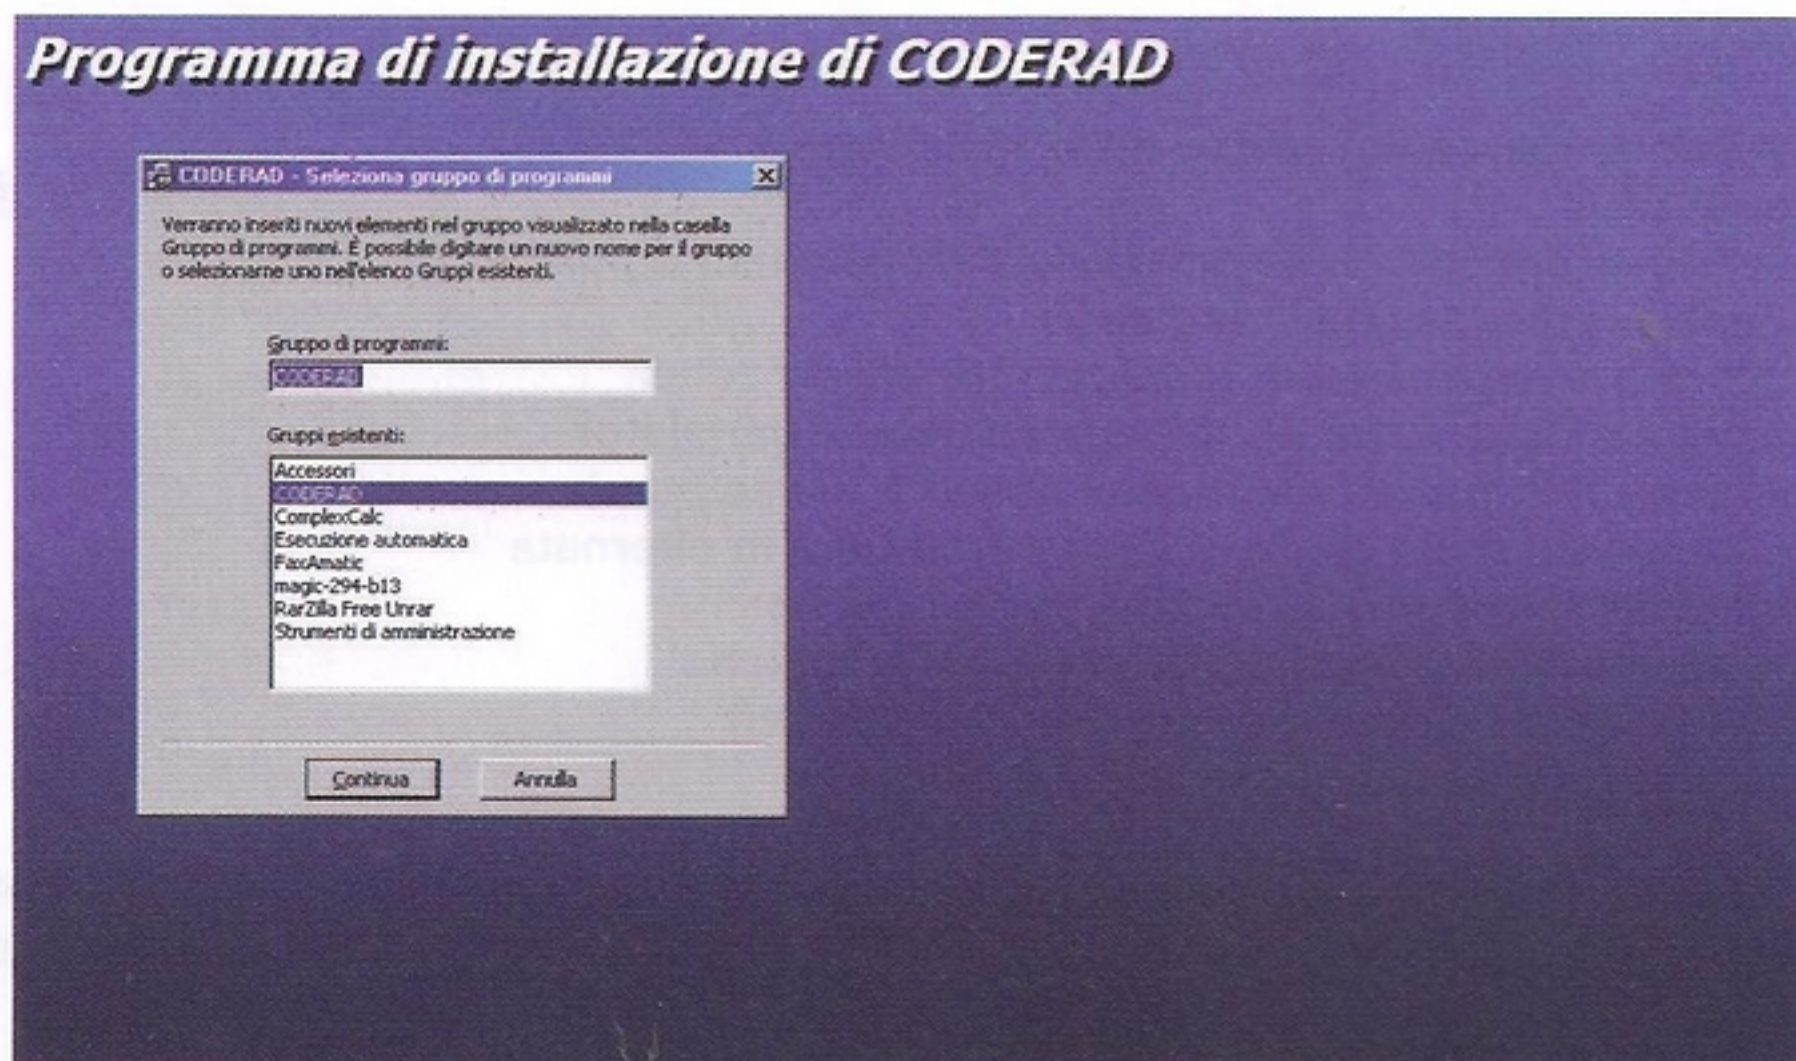 Programma di installazione di CODERAD
CODERAD - Seleziona gruppo di programmi
Verranno inseriti nuovi elementi nel gruppo visualizzato nella casella
Gruppo di programmi. È possibile digitare un nuovo nome per il gruppo
o selezionarne uno nell'elenco Gruppi esistenti.
Gruppo di programmi:
CODERAD
Gruppi esistenti:
Accessori
CODERAD
ComplexCalc
Esecuzione automatica
FaxAmatic
magic-294-b13
RarZilla Free Unrar
Strumenti di amministrazione
Continua
Annulla